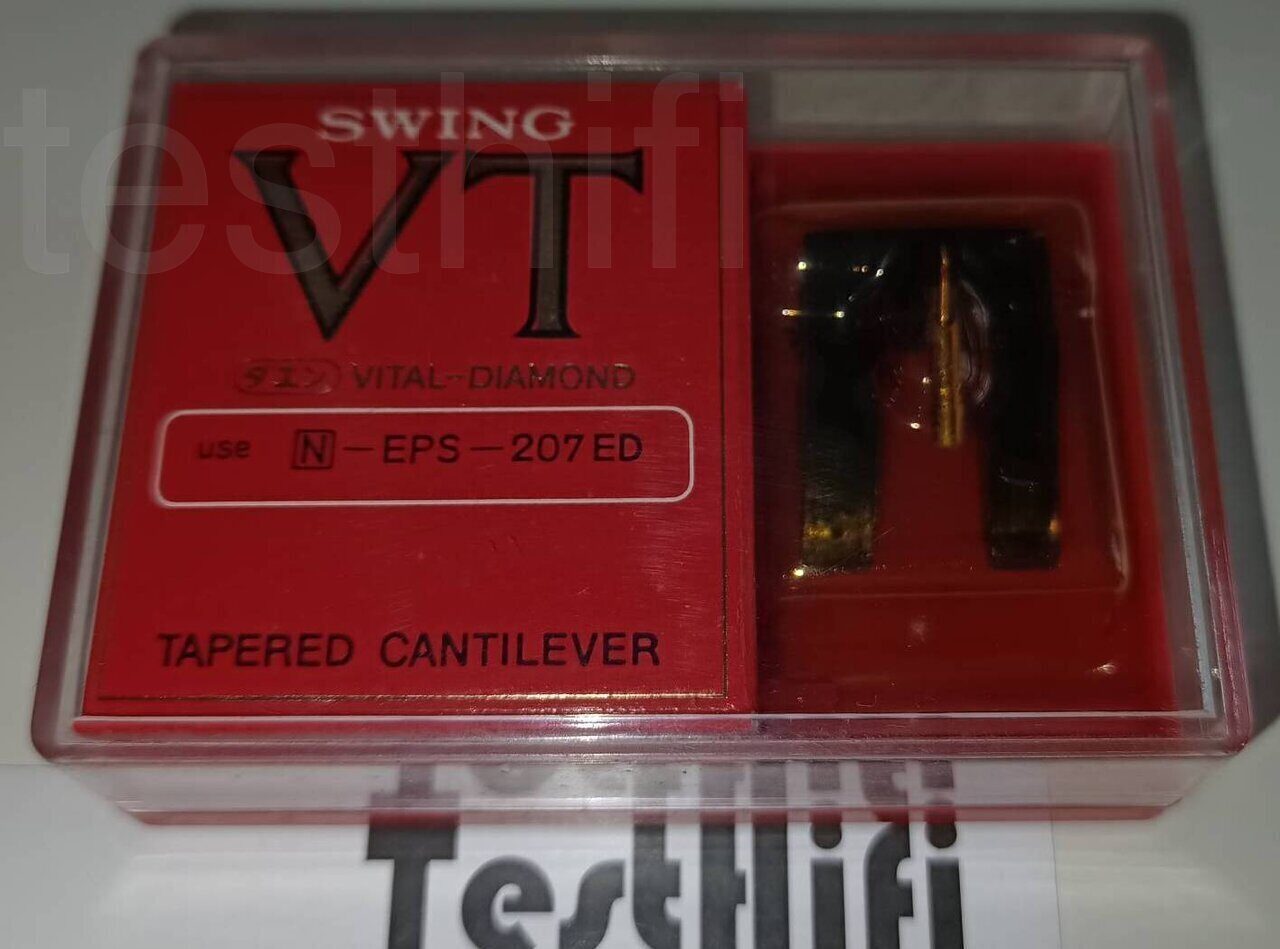 testhifi
SWING
VT
VITAL-DIAMOND
use N-EPS-207ED
TAPERED CANTILEVER
TestHifi